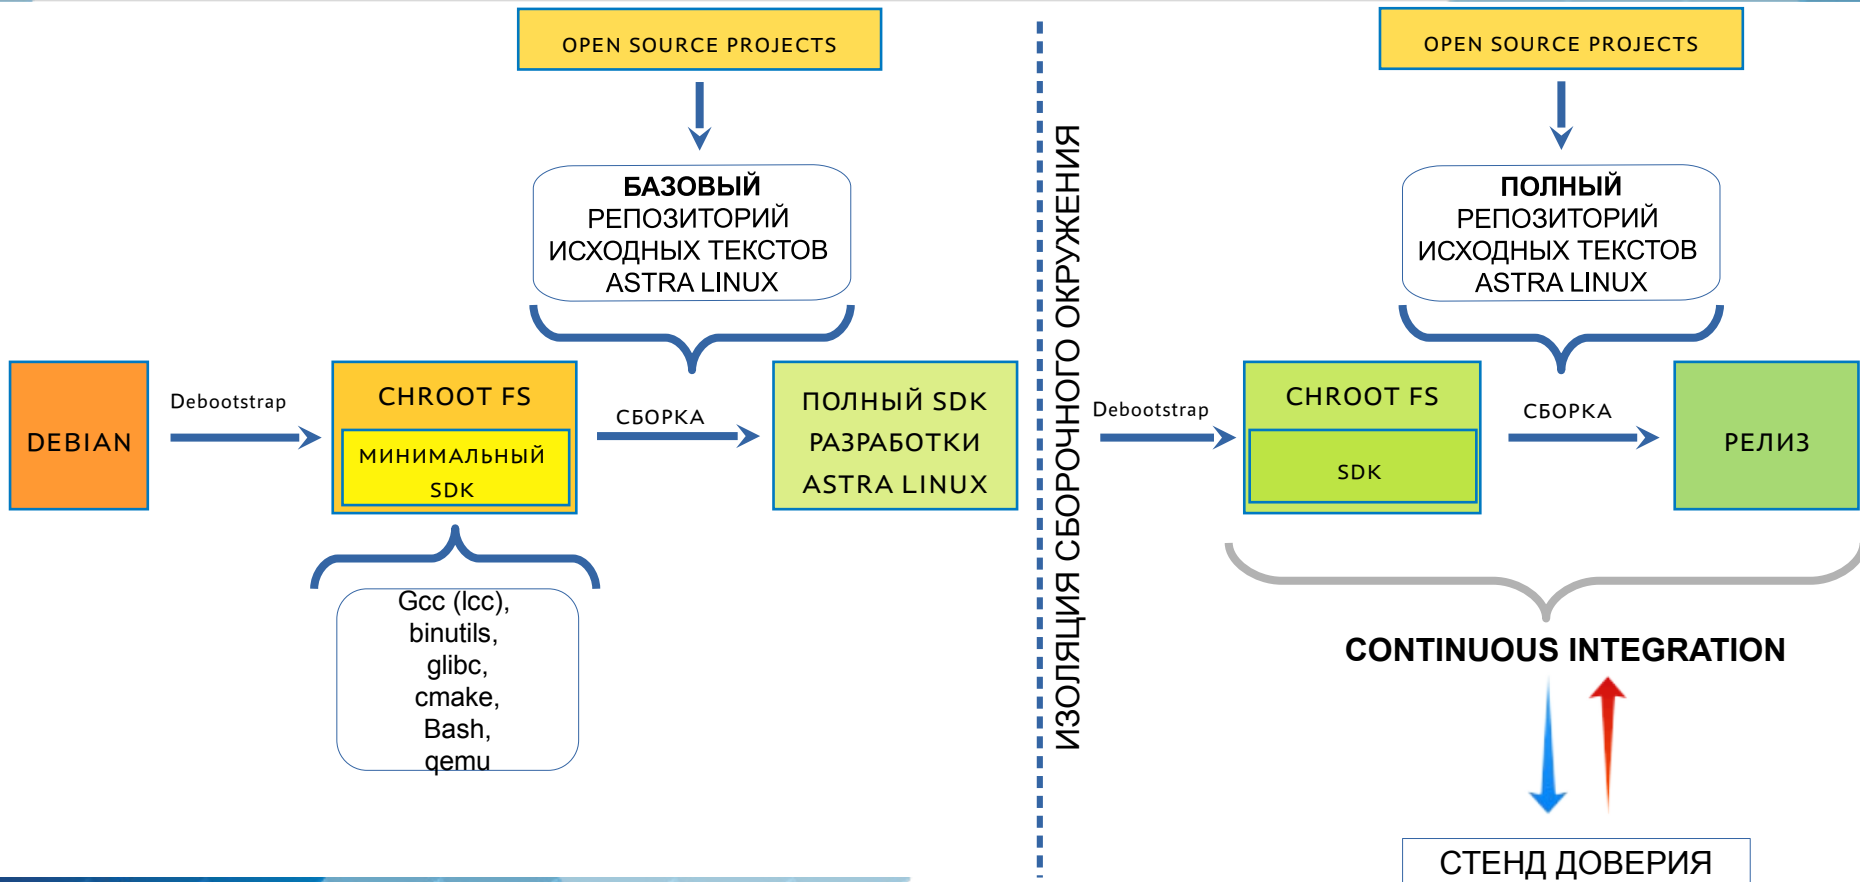 OPEN SOURCE PROJECTS
БАЗОВЫЙ
РЕПОЗИТОРИЙ
ИСХОДНЫХ ТЕКСТОВ
ASTRA LINUX
DEBIAN
Debootstrap
CHROOT FS
МИНИМАЛЬНЫЙ
SDK
СБОРКА
ПОЛНЫЙ SDK
РАЗРАБОТКИ
ASTRA LINUX
Gcc (lcc),
binutils,
glibc,
cmake,
Bash,
qemu
ИЗОЛЯЦИЯ СБОРОЧНОГО ОКРУЖЕНИЯ
OPEN SOURCE PROJECTS
ПОЛНЫЙ
РЕПОЗИТОРИЙ
ИСХОДНЫХ ТЕКСТОВ
ASTRA LINUX
Debootstrap
CHROOT FS
SDK
СБОРКА
РЕЛИЗ
CONTINUOUS INTEGRATION
СТЕНД ДОВЕРИЯ